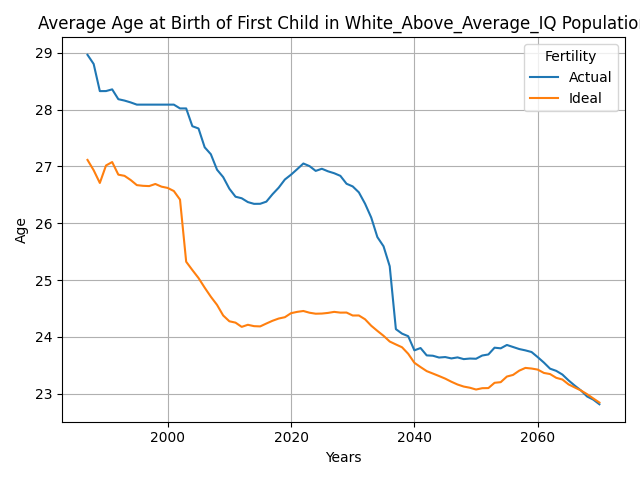 Average Age at Birth of First Child in White_Above_Average_IQ Population
Fertility
Actual
Ideal
29
28
27
26
25
24
23
Age
2000 2020 2040 2060
Years